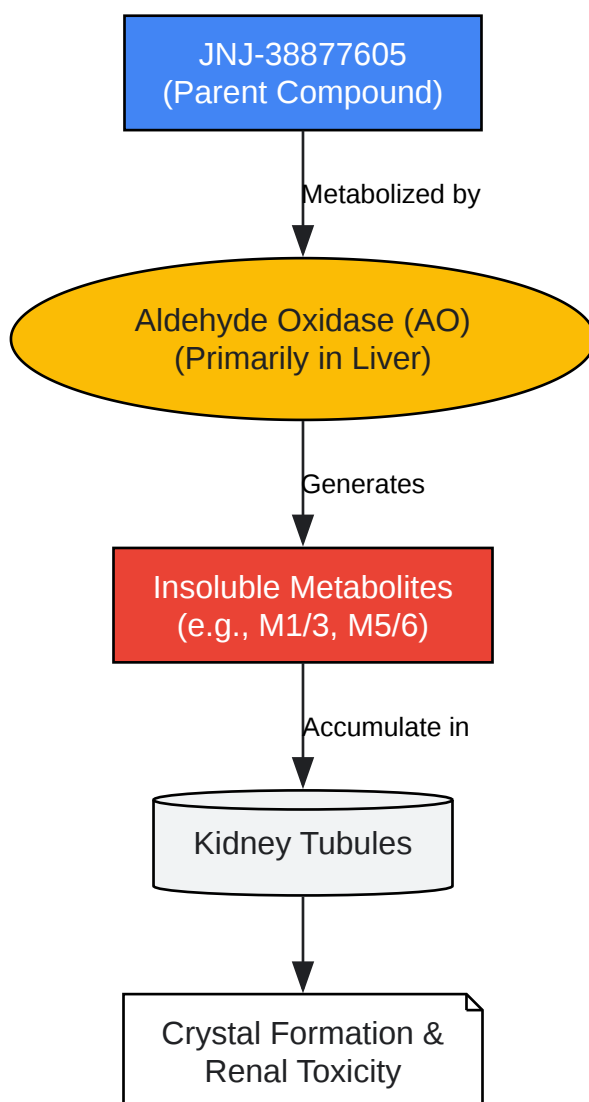 JNJ-38877605
(Parent Compound)
Metabolized by
Aldehyde Oxidase (AO)
(Primarily in Liver)
Generates
Insoluble Metabolites
(e.g., M1/3, M5/6)
Accumulate in
Kidney Tubules
Crystal Formation &
Renal Toxicity